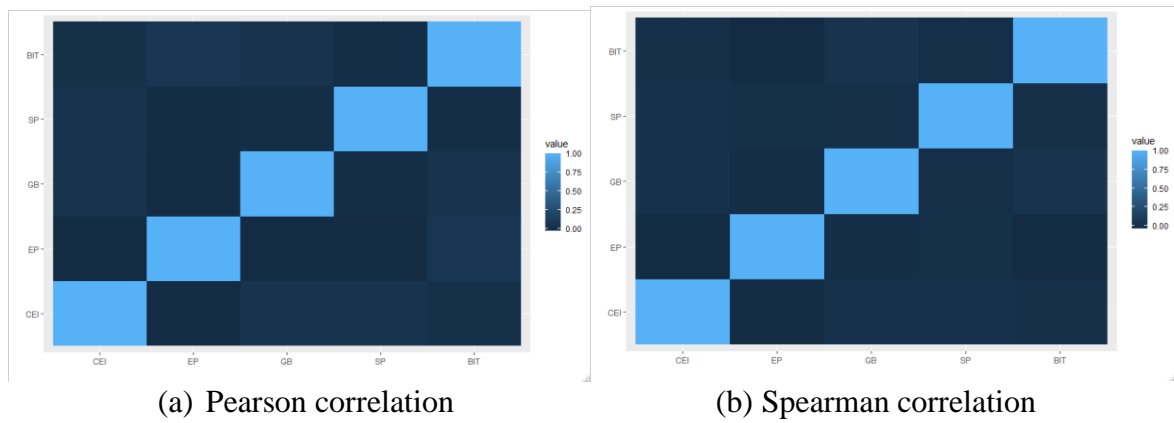 BIT
SP
GB
EP
CEI
CEI EP GB SP BIT
value
1.00
0.75
0.50
0.25
0.00
(a) Pearson correlation
BIT
SP
GB
EP
CEI
CEI EP GB SP BIT
value
1.00
0.75
0.50
0.25
0.00
(b) Spearman correlation